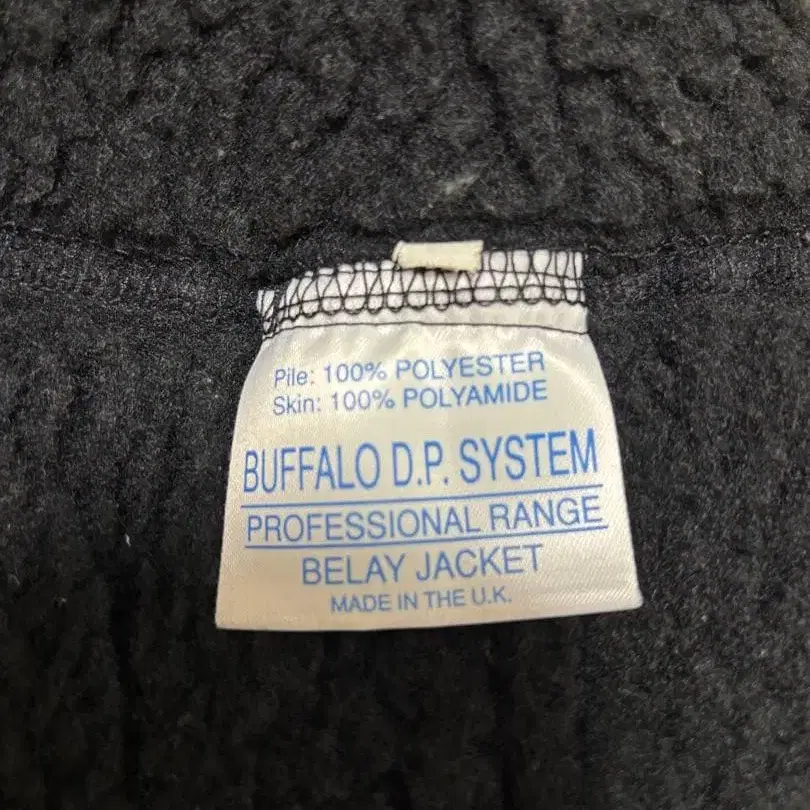 Pile: 100% POLYESTER
Skin: 100% POLYAMIDE
BUFFALO D.P. SYSTEM
PROFESSIONAL RANGE
BELAY JACKET
MADE IN THE U.K.